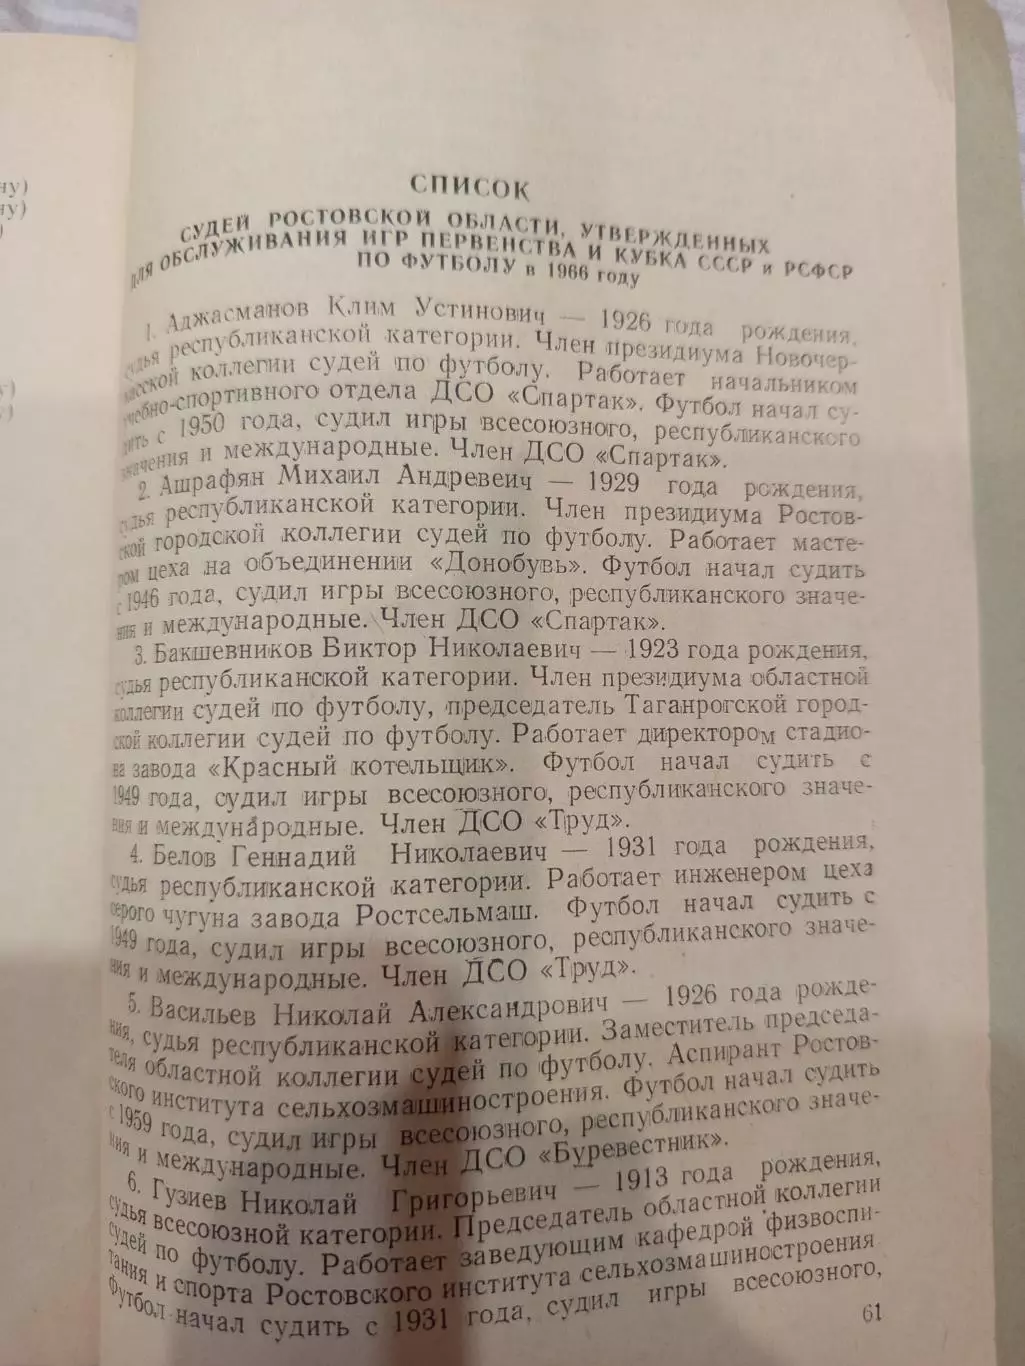 ну)
ну)
)
)
)
СПИСОК
СУДЕЙ РОСТОВСКОЙ ОБЛАСТИ, УТВЕРЖДЕННЫХ
ДЛЯ ОБСЛУЖИВАНИЯ ИГР ПЕРВЕНСТВА И КУБКА СССР и РСФСР
ПО ФУТБОЛУ в 1966 году
1. Аджасманов Клим Устинович — 1926 года рождения,
судья республиканской категории. Член президиума Новочер-
касской коллегии судей по футболу. Работает начальником
учебно-спортивного отдела ДСО «Спартак». Футбол начал су-
дить с 1950 года, судил игры всесоюзного, республиканского
значения и международные. Член ДСО «Спартак».
2. Ашрафян Михаил Андревеич — 1929 года рождения,
судья республиканской категории. Член президиума Ростов-
ской городской коллегии судей по футболу. Работает масте-
ром цеха на объединении «Донобувь». Футбол начал судить
с 1946 года, судил игры всесоюзного, республиканского значе-
ния и международные. Член ДСО «Спартак».
3. Бакшевников Виктор Николаевич — 1923 года рождения,
судья республиканской категории. Член президиума областной
коллегии судей по футболу, председатель Таганрогской город-
ской коллегии судей по футболу. Работает директором стадио-
на завода «Красный котельщик». Футбол начал судить с
1949 года, судил игры всесоюзного, республиканского значе-
ния и международные. Член ДСО «Труд».
4. Белов Геннадий Николаевич — 1931 года рождения,
судья республиканской категории. Работает инженером цеха
серого чугуна завода Ростсельмаш. Футбол начал судить с
1949 года, судил игры всесоюзного, республиканского значе-
ния и международные. Член ДСО «Труд».
5. Васильев Николай Александрович — 1926 года рожде-
ния, судья республиканской категории. Заместитель председа-
теля областной коллегии судей по футболу. Аспирант Ростов-
ского института сельхозмашиностроения. Футбол начал судить
с 1959 года, судил игры всесоюзного, республиканского значе-
ния и международные. Член ДСО «Буревестник».
6. Гузиев Николай Григорьевич — 1913 года рождения,
судья всесоюзной категории. Председатель областной коллегии
судей по футболу. Работает заведующим кафедрой физвоспи-
тания и спорта Ростовского института сельхозмашиностроения
Футбол начал судить с 1931 года, судил игры всесоюзного,
61